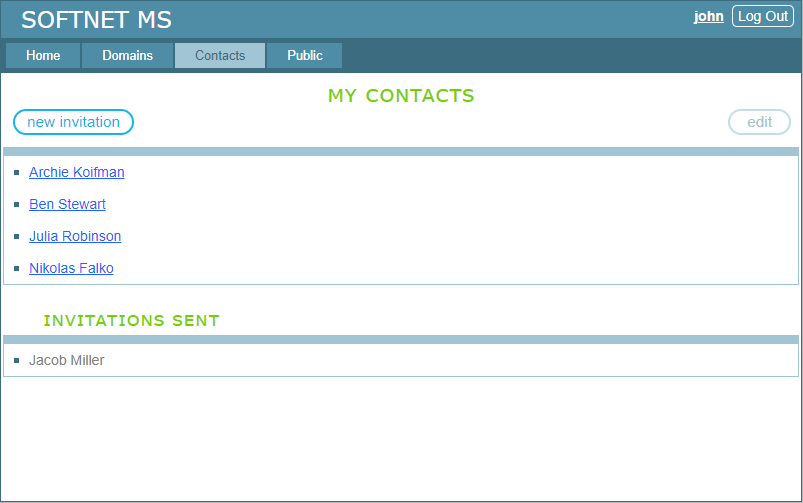 SOFTNET MS
john Log Out
Home Domains Contacts Public
MY CONTACTS
new invitation edit
Archie Koifman
Ben Stewart
Julia Robinson
Nikolas Falko
INVITATIONS SENT
Jacob Miller